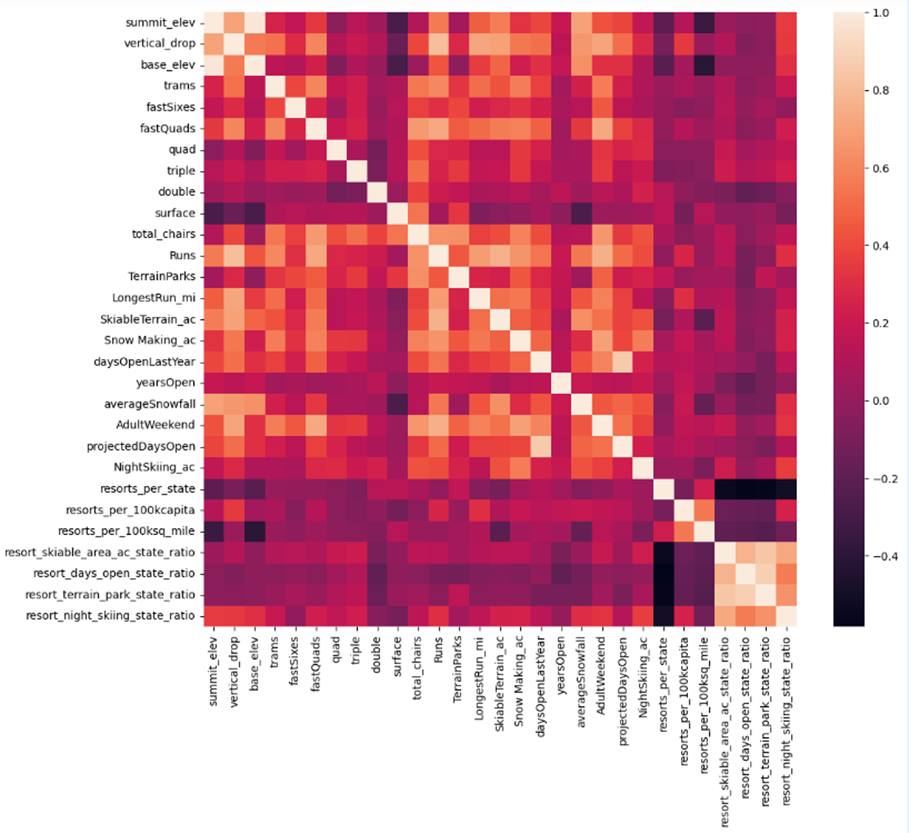 summit_elev
vertical_drop
base_elev
trams
fastSixes
fastQuads
quad
triple
double
surface
total_chairs
Runs
TerrainParks
LongestRun_mi
SkiableTerrain_ac
Snow Making_ac
daysOpenLastYear
yearsOpen
averageSnowfall
AdultWeekend
projectedDaysOpen
NightSkiing_ac
resorts_per_state
resorts_per_100kcapita
resorts_per_100ksq_mile
resort_skiable_area_ac_state_ratio
resort_days_open_state_ratio
resort_terrain_park_state_ratio
resort_night_skiing_state_ratio
summit_elev
vertical_drop
base_elev
trams
fastSixes
fastQuads
quad
triple
double
surface
total_chairs
Runs
TerrainParks
LongestRun_mi
SkiableTerrain_ac
Snow Making_ac
daysOpenLastYear
yearsOpen
averageSnowfall
AdultWeekend
projectedDaysOpen
NightSkiing_ac
resorts_per_state
resorts_per_100kcapita
resorts_per_100ksq_mile
resort_skiable_area_ac_state_ratio
resort_days_open_state_ratio
resort_terrain_park_state_ratio
resort_night_skiing_state_ratio
1.0
0.8
0.6
0.4
0.2
0.0
−0.2
−0.4